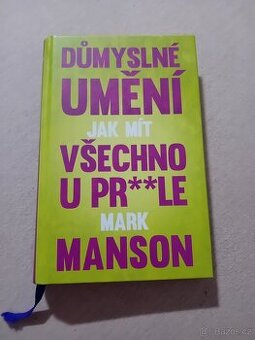 DŮMYSLNÉ
UMĚNÍ
JAK MÍT
VŠECHNO
U PR**LE
MARK
MANSON